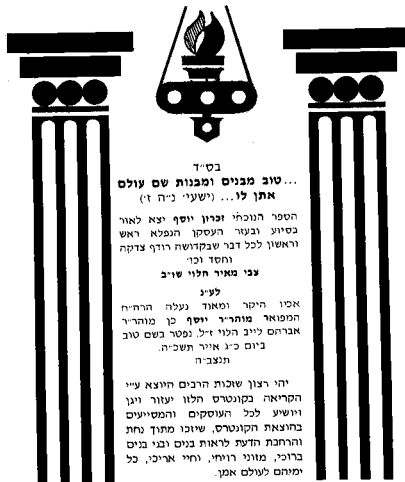 בס״ד
...טוב מבנים ומבנות שם עולם
אתן לו... (ישעי׳ נ״ה ז׳)
הספר הנוכחי זכרון יוסף יצא לאור
בסיוע ובעזר העסקן הנפלא ראש
וראשון לכל דבר שבקדושה רודף צדקה
וחסד וכו׳
צבי מאיר הלוי שו״ב
לע״נ
אביו היקר ומאוד נעלה הרה״ח
המפואר מוהר״ר יוסף בן מוהר״ר
אברהם לייב הלוי ז״ל, נפטר בשם טוב
ביום כ״ג אייר תשכ״ה.
תנצב״ה
יהי רצון שזכות הרבים היוצא ע״י
הקריאה בקונטרס הלזו יעזור ויגן
ויושיע לכל העוסקים והמסייעים
בהוצאת הקונטרס, שיזכו מתוך נחת
והרחבת הדעת לראות בנים ובני בנים
ברוכי, מזוני רויחי, וחיי אריכי, כל
ימיהם לעולם אמן.